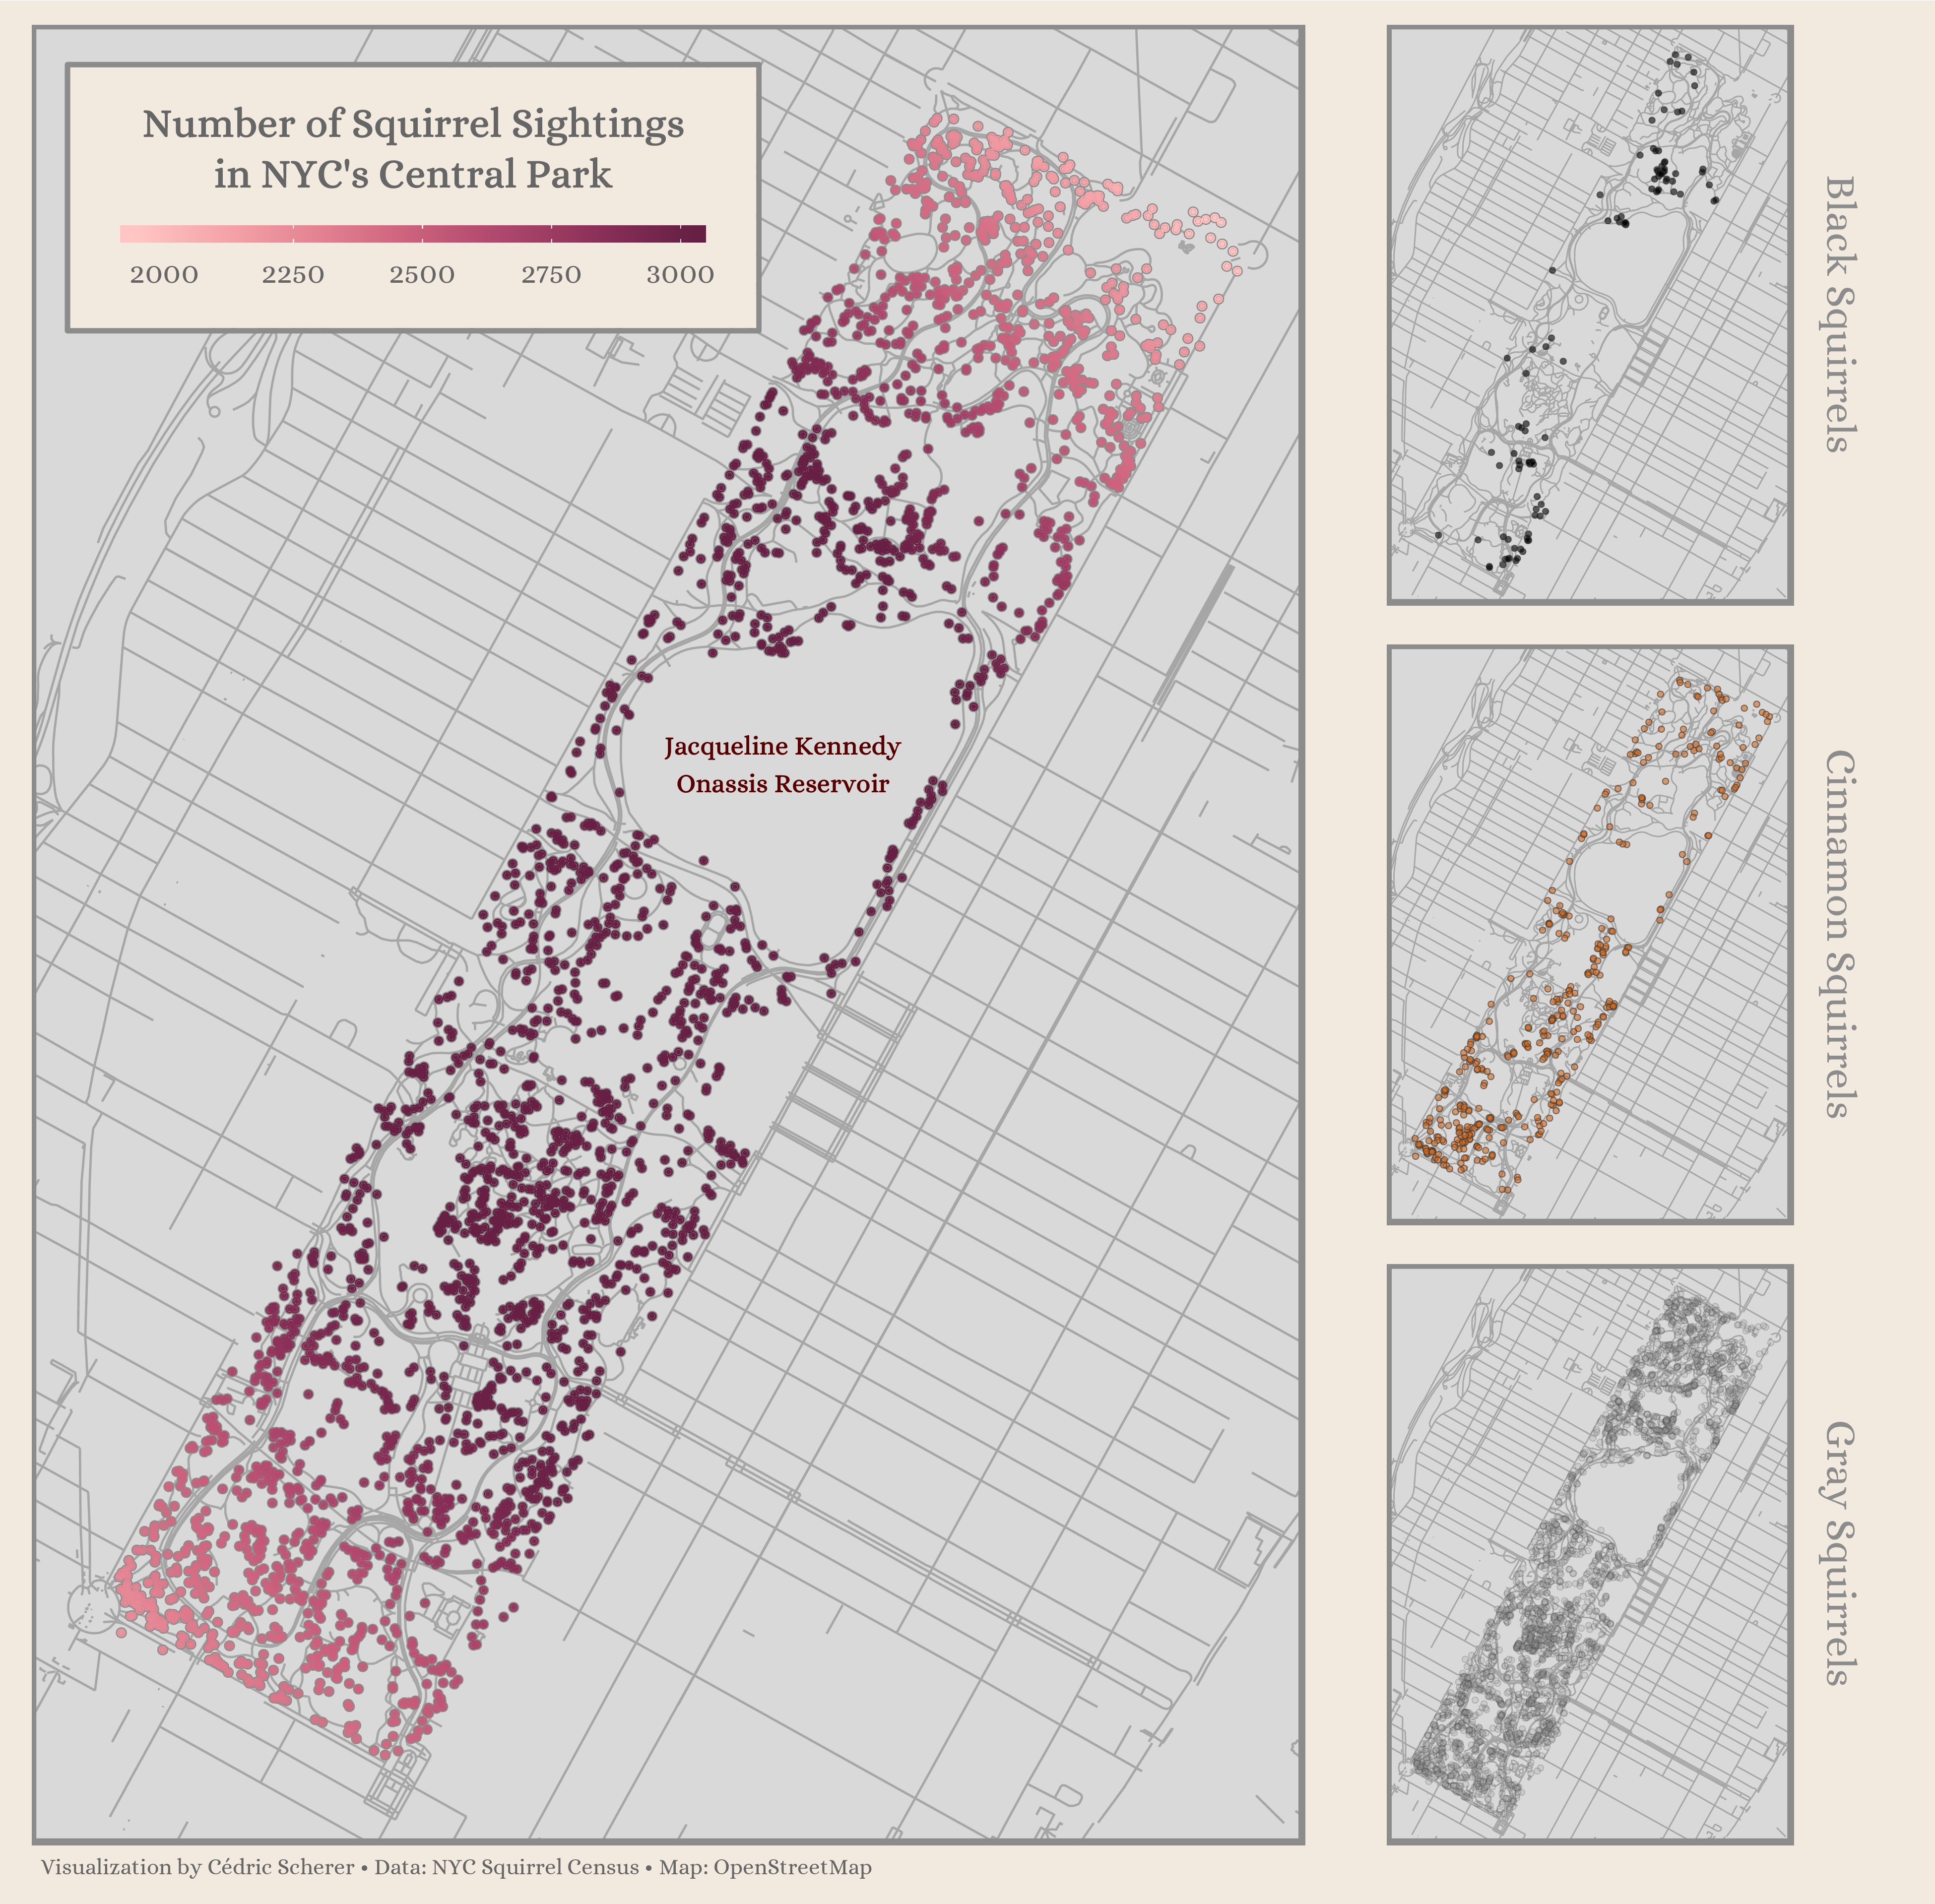 Number of Squirrel Sightings
in NYC's Central Park
2000 2250 2500 2750 3000
Jacqueline Kennedy
Onassis Reservoir
Black Squirrels
Cinnamon Squirrels
Gray Squirrels
Visualization by Cédric Scherer • Data: NYC Squirrel Census • Map: OpenStreetMap